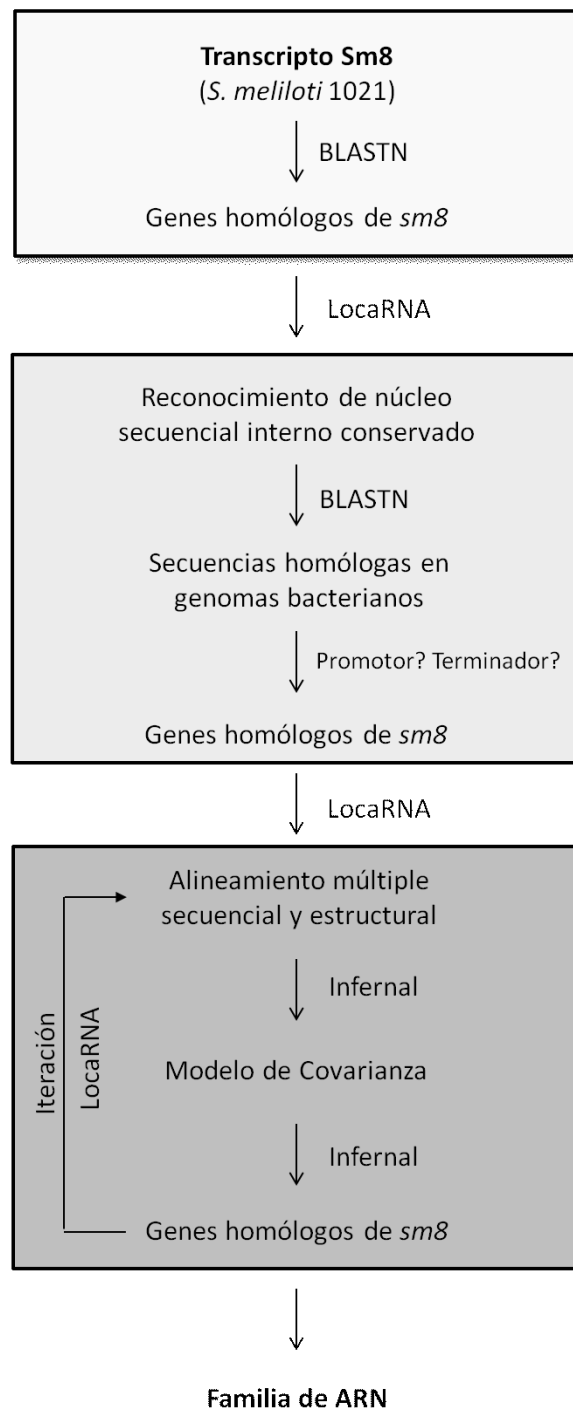 Transcripto Sm8
(S. meliloti 1021)
BLASTN
Genes homólogos de sm8
LocaRNA
Reconocimiento de núcleo
secuencial interno conservado
BLASTN
Secuencias homólogas en
genomas bacterianos
Promotor? Terminador?
Genes homólogos de sm8
LocaRNA
Alineamiento múltiple
secuencial y estructural
Infernal
Iteración
LocaRNA
Modelo de Covarianza
Infernal
Genes homólogos de sm8
Familia de ARN